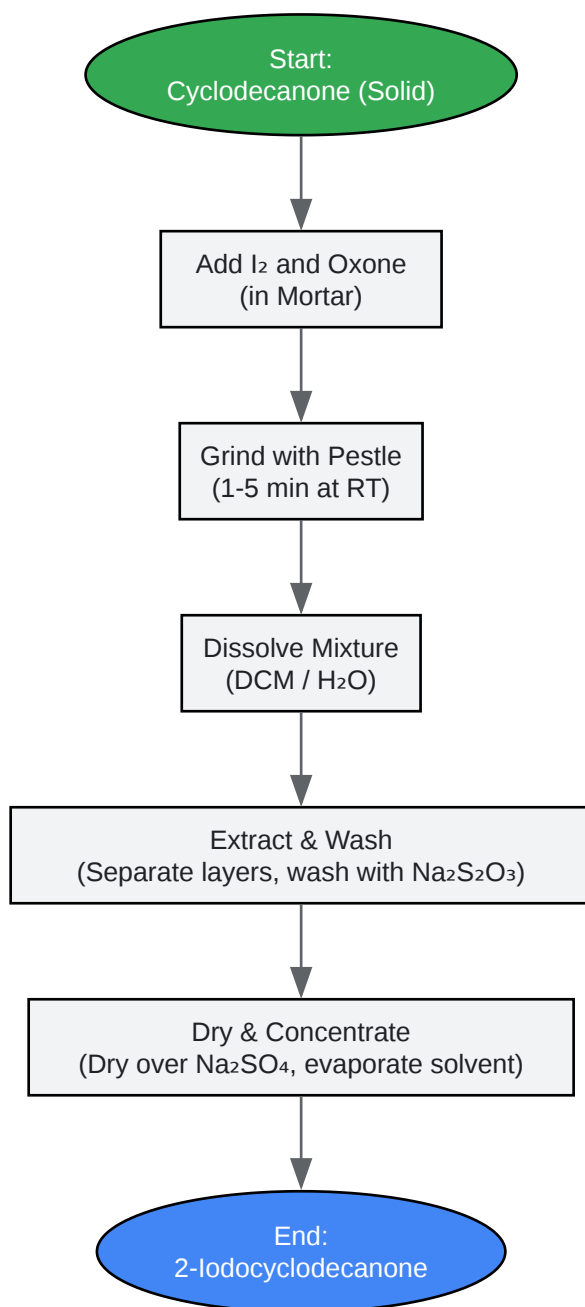 Start:
Cyclodecanone (Solid)
Add I₂ and Oxone
(in Mortar)
Grind with Pestle
(1-5 min at RT)
Dissolve Mixture
(DCM / H₂O)
Extract & Wash
(Separate layers, wash with Na₂S₂O₃)
Dry & Concentrate
(Dry over Na₂SO₄, evaporate solvent)
End:
2-Iodocyclodecanone